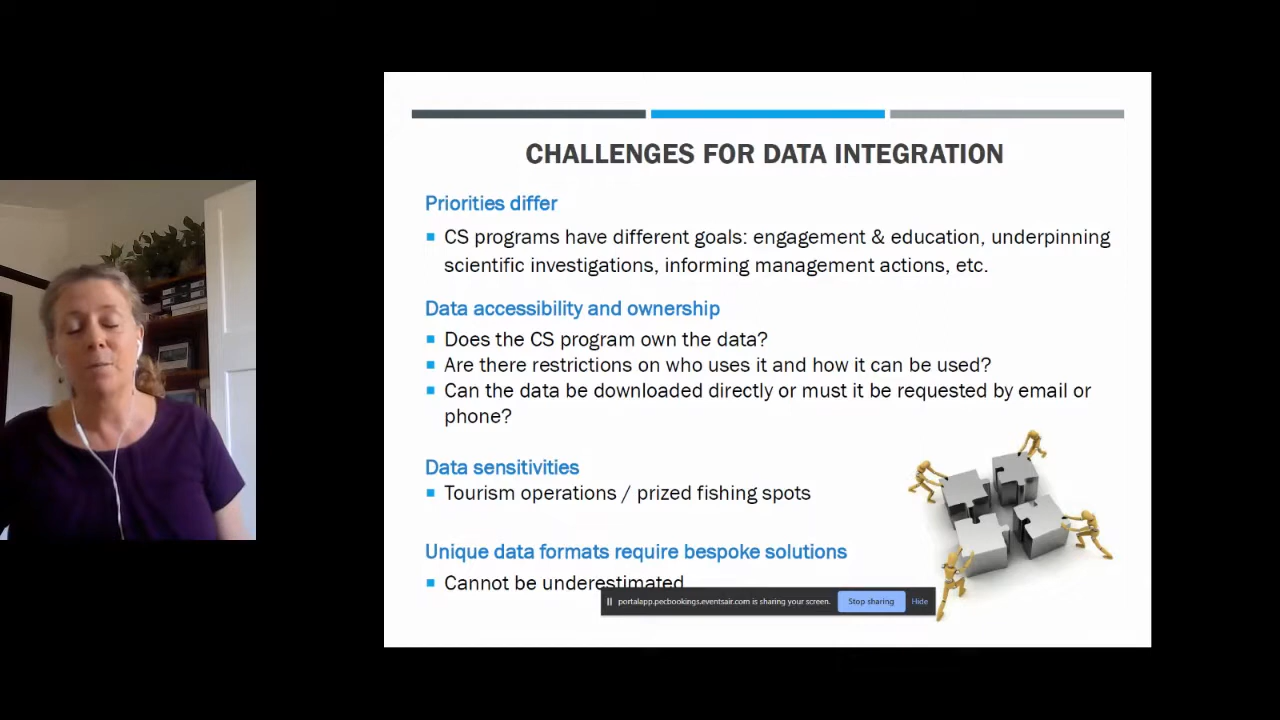 CHALLENGES FOR DATA INTEGRATION
Priorities differ
CS programs have different goals: engagement & education, underpinning
scientific investigations, informing management actions, etc.
Data accessibility and ownership
Does the CS program own the data?
Are there restrictions on who uses it and how it can be used?
Can the data be downloaded directly or must it be requested by email or
phone?
Data sensitivities
Tourism operations / prized fishing spots
Unique data formats require bespoke solutions
Cannot be underestimated
portalapp.pecbookings.eventsair.com is sharing your screen. Stop sharing Hide